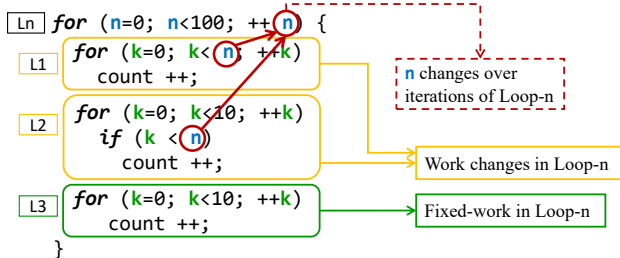 Ln for (n=0; n<100; ++ n) {
L1 for (k=0; k< n; ++k)
count ++;
n changes over
iterations of Loop-n
L2 for (k=0; k<10; ++k)
if (k < n)
count ++;
Work changes in Loop-n
L3 for (k=0; k<10; ++k)
count ++;
Fixed-work in Loop-n
}